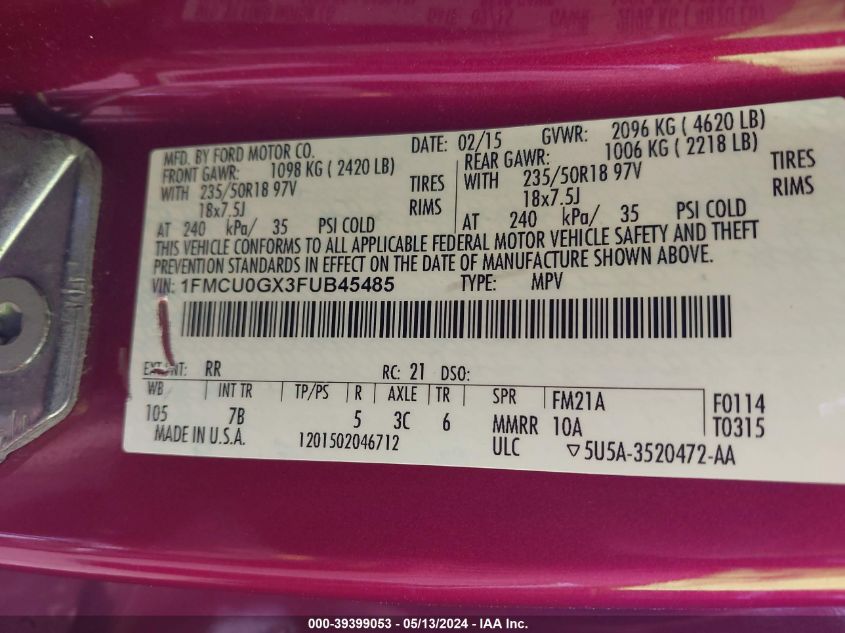 MFD. BY FORD MOTOR CO. DATE: 02/15 GVWR: 2096 KG ( 4620 LB)
FRONT GAWR: 1098 KG ( 2420 LB) REAR GAWR: 1006 KG ( 2218 LB)
WITH 235/50R18 97V TIRES WITH 235/50R18 97V TIRES
18x7.5J RIMS 18x7.5J RIMS
AT 240 kPa/ 35 PSI COLD AT 240 kPa/ 35 PSI COLD
THIS VEHICLE CONFORMS TO ALL APPLICABLE FEDERAL MOTOR VEHICLE SAFETY AND THEFT
PREVENTION STANDARDS IN EFFECT ON THE DATE OF MANUFACTURE SHOWN ABOVE.
VIN: 1FMCU0GX3FUB45485 TYPE: MPV
EXT PNT: RR RC: 21 DSO:
WB INT TR TP/PS R AXLE TR SPR FM21A F0114
105 7B 5 3C 6 MMRR 10A T0315
MADE IN U.S.A. 1201502046712 ULC ▽5U5A-3520472-AA
000-39399053 - 05/13/2024 - IAA Inc.